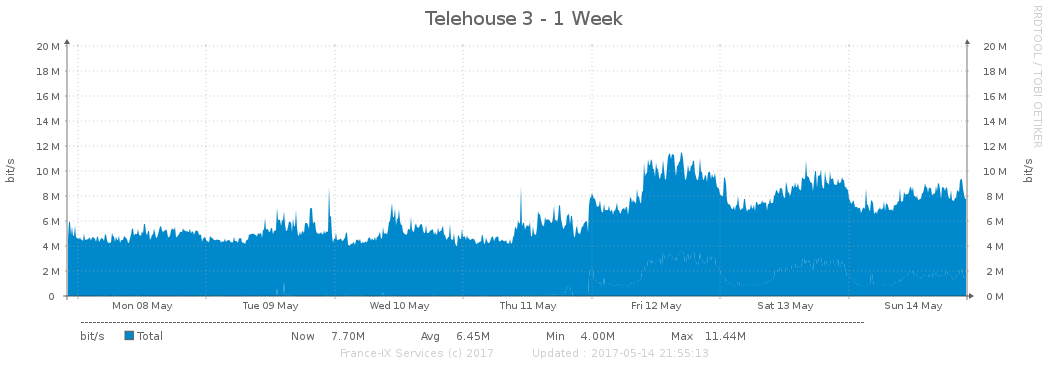 Telehouse 3 - 1 Week
RRDTOOL / TOBI OETIKER
bit/s
20 M 20 M
18 M 18 M
16 M 16 M
14 M 14 M
12 M 12 M
10 M 10 M
8 M 8 M
6 M 6 M
4 M 4 M
2 M 2 M
0 0 M
bit/s
Mon 08 May Tue 09 May Wed 10 May Thu 11 May Fri 12 May Sat 13 May Sun 14 May
bit/s Total Now 7.70M Avg 6.45M Min 4.00M Max 11.44M
France-IX Services (c) 2017 Updated : 2017-05-14 21:55:13